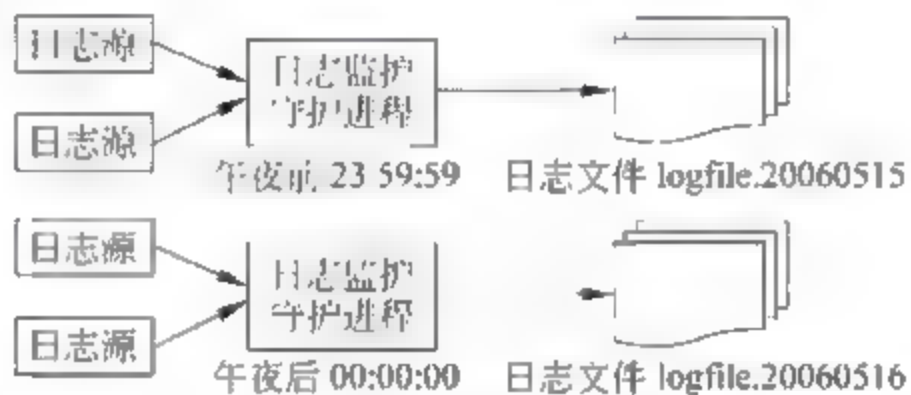 日志源
日志监护
守护进程
日志源
午夜前 23 59:59
日志文件 logfile.20060515
日志源
日志监护
守护进程
日志源
午夜后 00:00:00
日志文件 logfile.20060516